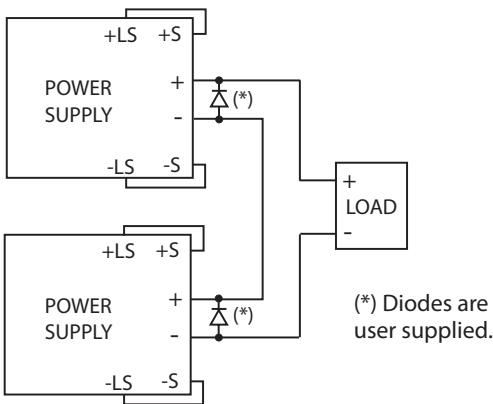 +LS +S
POWER
SUPPLY
+
-
(*)
-LS -S
+
LOAD
-
+LS +S
POWER
SUPPLY
+
-
(*)
-LS -S
(*) Diodes are
user supplied.